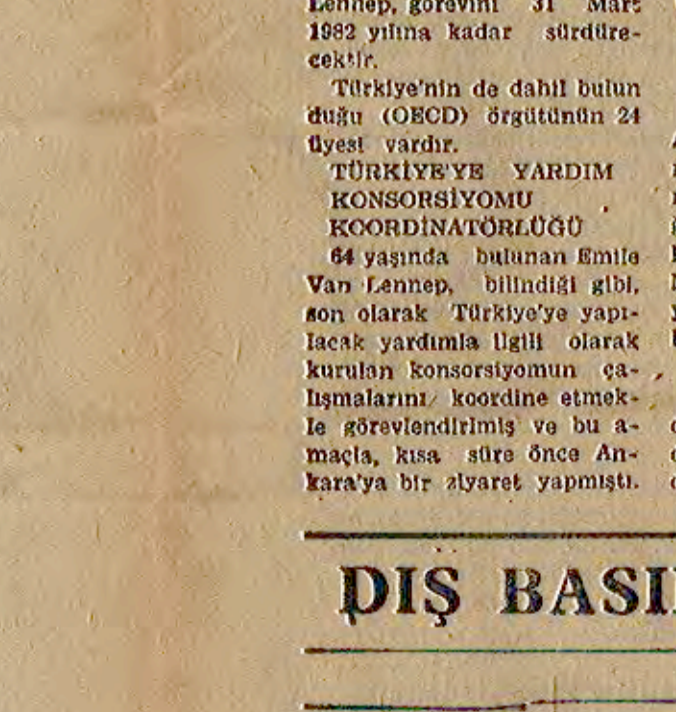 Lennep, görevini 31 Mart
1982 yılına kadar sürdüre-
cektir.
Türkiye'nin de dahil bulun
duğu (OECD) örgütünün 24
üyesi vardır.
TÜRKİYE'YE YARDIM
KONSORSİYOMU
KOORDİNATÖRLÜĞÜ
64 yaşında bulunan Emile
Van Lennep, bilindiği gibi,
son olarak Türkiye'ye yapı-
lacak yardımla ilgili olarak
kurulan konsorsiyomun ça-
lışmalarını koordine etmek-
le görevlendirilmiş ve bu a-
maçla, kısa süre önce An-
kara'ya bir ziyaret yapmıştı.
DIŞ BASI